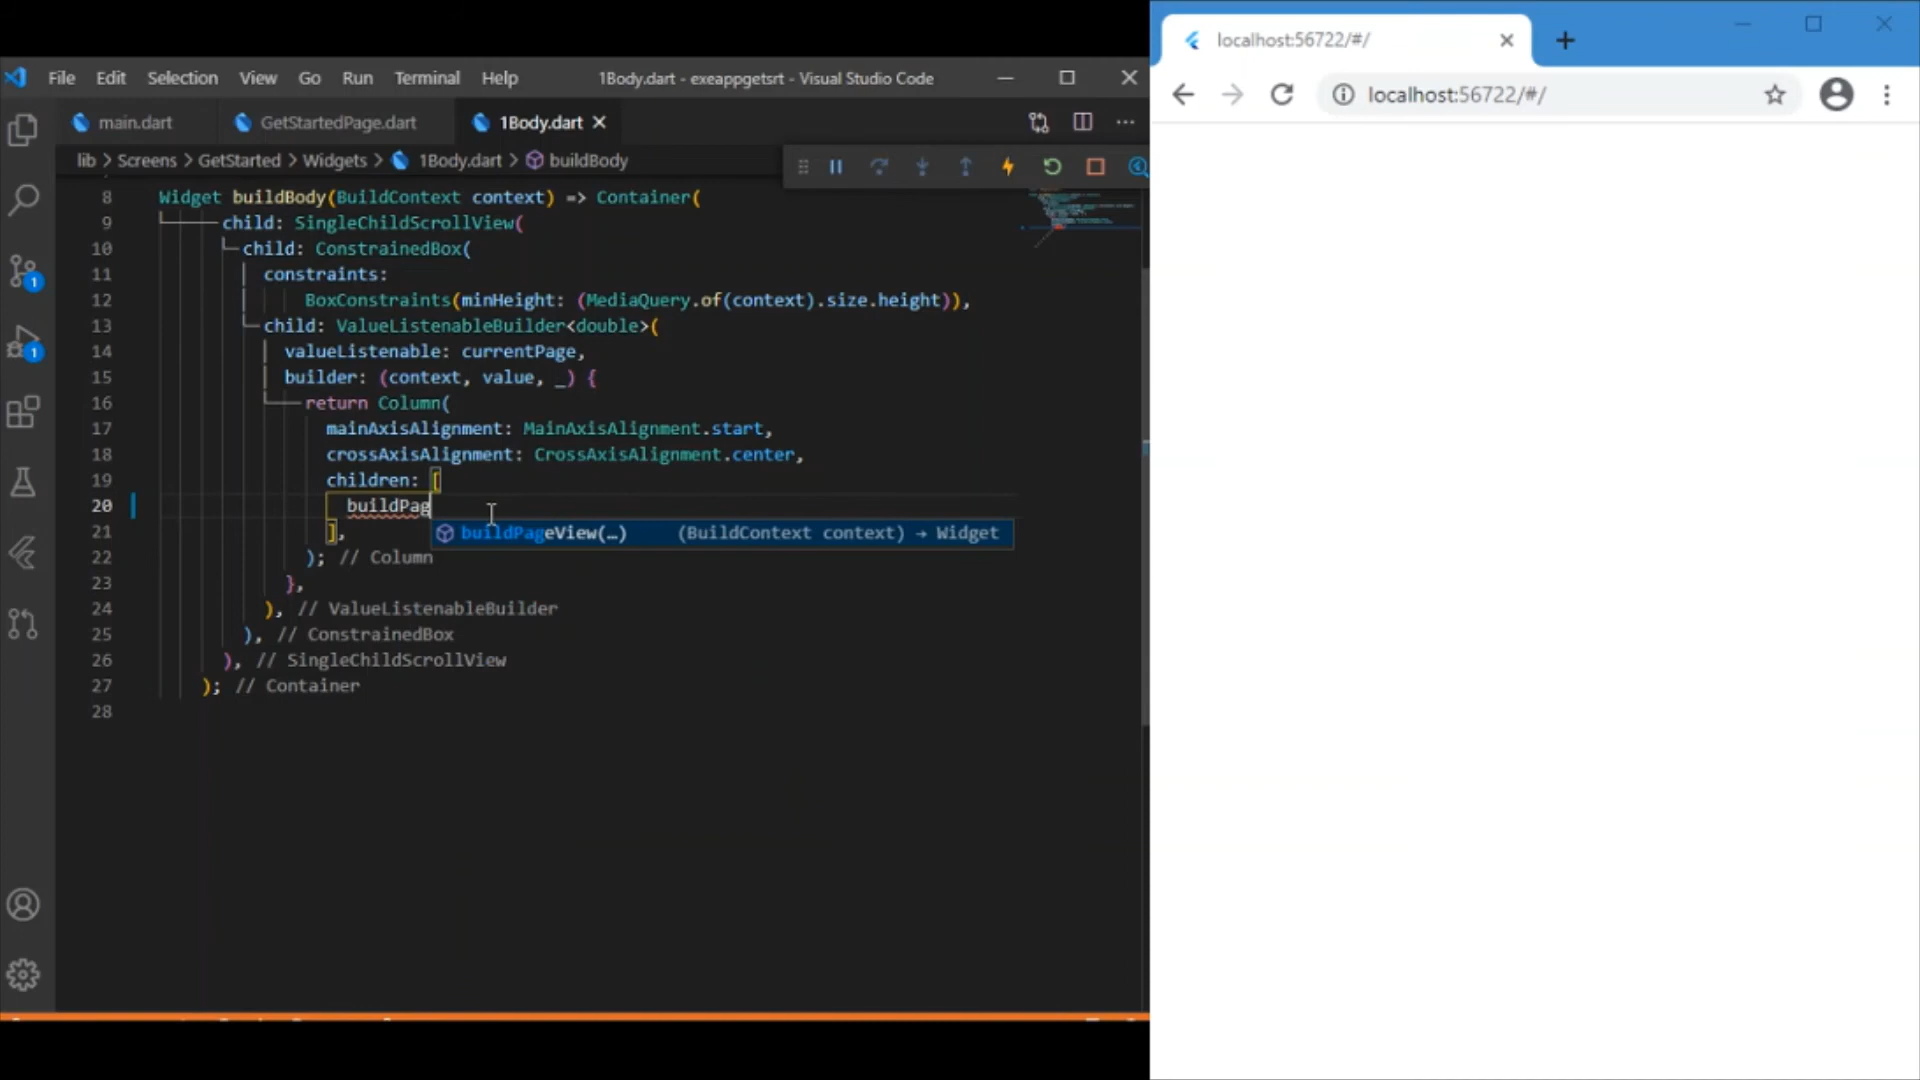 File Edit Selection View Go Run Terminal Help 1Body.dart - exeappgetsrt - Visual Studio Code
main.dart GetStartedPage.dart 1Body.dart
lib > Screens > GetStarted > Widgets > 1Body.dart > buildBody
8 Widget buildBody(BuildContext context) => Container(
9 child: SingleChildScrollView(
10 child: ConstrainedBox(
11 constraints:
12 BoxConstraints(minHeight: (MediaQuery.of(context).size.height)),
13 child: ValueListenableBuilder<double>(
14 valueListenable: currentPage,
15 builder: (context, value, _) {
16 return Column(
17 mainAxisAlignment: MainAxisAlignment.start,
18 crossAxisAlignment: CrossAxisAlignment.center,
19 children: [
20 buildPag
21 ],
buildPageView(…) (BuildContext context) → Widget
22 ); // Column
23 },
24 ), // ValueListenableBuilder
25 ), // ConstrainedBox
26 ), // SingleChildScrollView
27 ); // Container
28
1
1
localhost:56722/#/
localhost:56722/#/